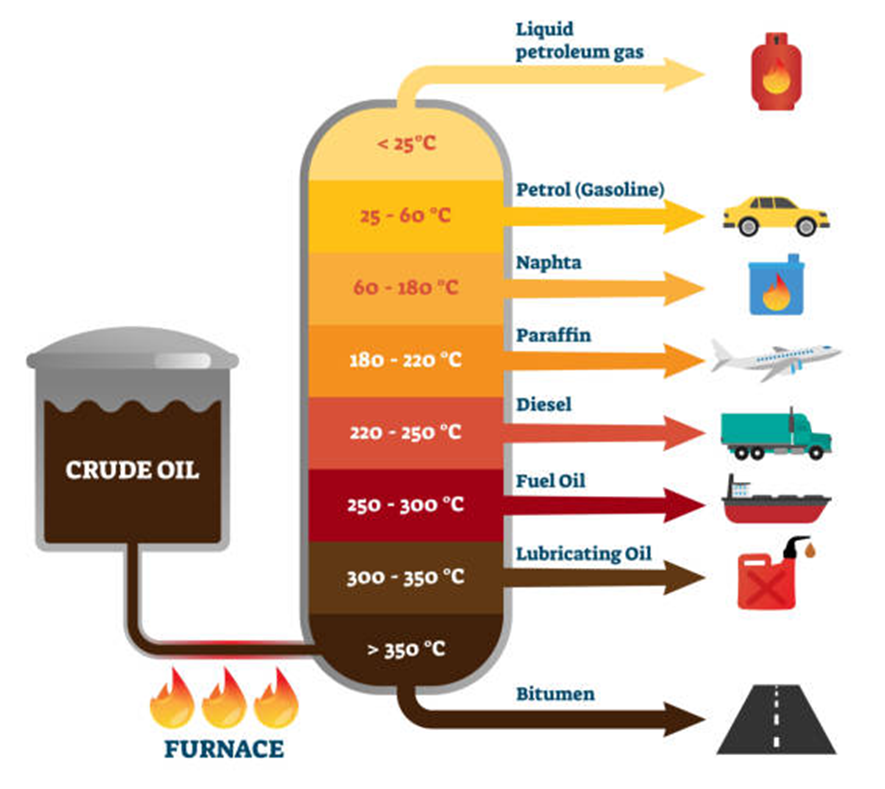 Liquid
petroleum gas
< 25°C
Petrol (Gasoline)
25 - 60 °C
Naphta
60 - 180 °C
Paraffin
180 - 220 °C
Diesel
220 - 250 °C
CRUDE OIL
Fuel Oil
250 - 300 °C
Lubricating Oil
300 - 350 °C
> 350 °C
Bitumen
FURNACE